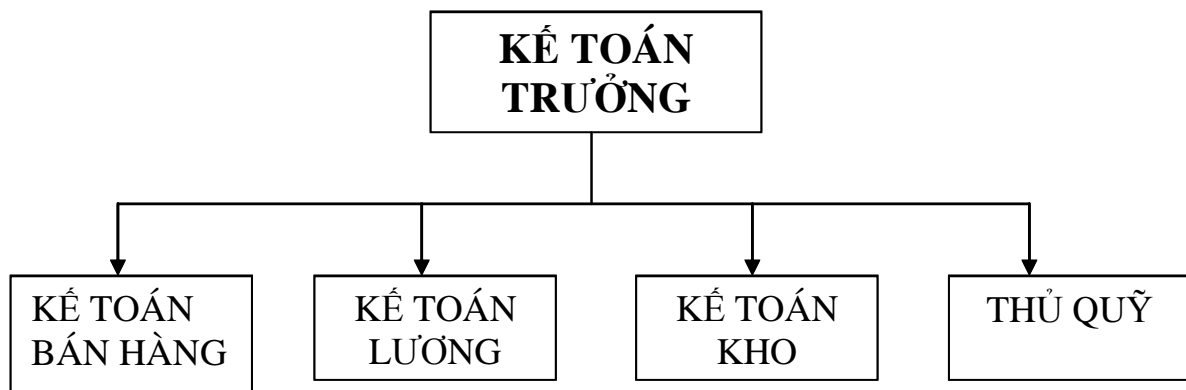 KẾ TOÁN
TRƯỞNG
KẾ TOÁN
BÁN HÀNG
KẾ TOÁN
LƯƠNG
KẾ TOÁN
KHO
THỦ QUỸ